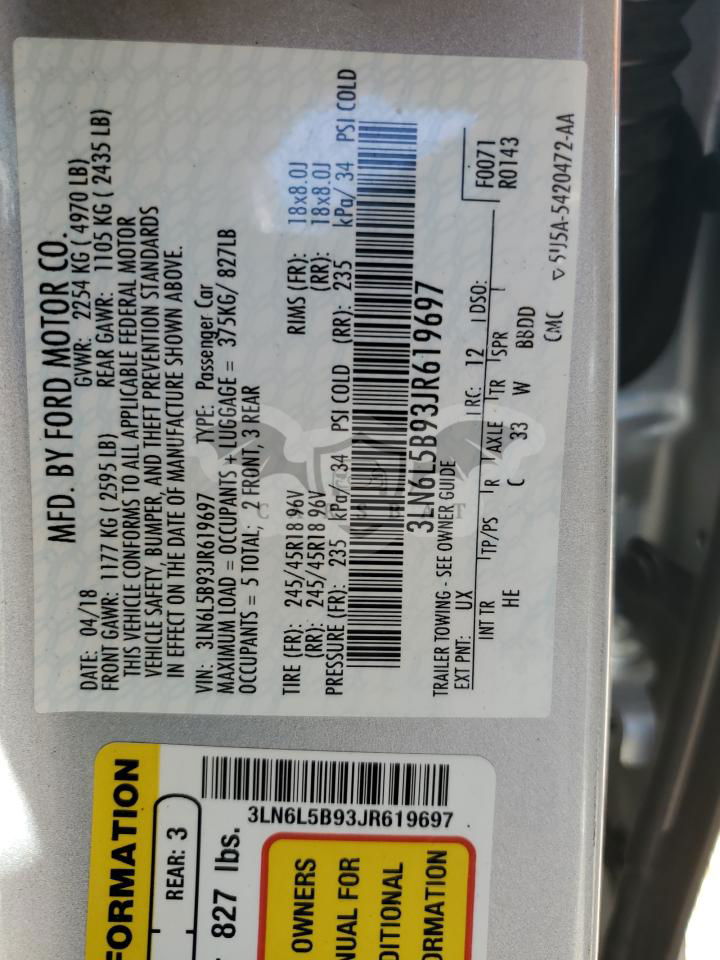 MFD. BY FORD MOTOR CO.
DATE: 04/18 GVWR: 2254 KG ( 4970 LB)
FRONT GAWR: 1177 KG ( 2595 LB) REAR GAWR: 1105 KG ( 2435 LB)
THIS VEHICLE CONFORMS TO ALL APPLICABLE FEDERAL MOTOR
VEHICLE SAFETY, BUMPER, AND THEFT PREVENTION STANDARDS
IN EFFECT ON THE DATE OF MANUFACTURE SHOWN ABOVE.
VIN: 3LN6L5B93JR619697 TYPE: Passenger Car
MAXIMUM LOAD = OCCUPANTS + LUGGAGE = 375KG/ 827LB
OCCUPANTS = 5 TOTAL; 2 FRONT, 3 REAR
TIRE (FR): 245/45R18 96V RIMS (FR): 18x8.0J
(RR): 245/45R18 96V (RR): 18x8.0J
PRESSURE (FR): 235 kPa/ 34 PSI COLD (RR): 235 kPa/ 34 PSI COLD
3LN6L5B93JR619697
TRAILER TOWING - SEE OWNER GUIDE
EXT PNT: UX RC: 12 DSO:
F0071
R0143
INT TR TP/PS R AXLE TR SPR
HE C 33 W BBDD
CMC
5U5A-5420472-AA
FORMATION
REAR: 3
827 lbs.
3LN6L5B93JR619697
OWNERS
NUAL FOR
DITIONAL
ORMATION